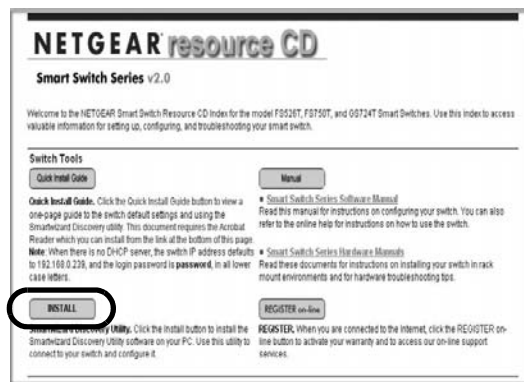 NETGEAR resource CD
Smart Switch Series v2.0
Welcome to the NETGEAR Smart Switch Resource CD Index for the model FS526T, FS750T, and GS724T Smart Switches. Use this index to access
valuable information for setting up, configuring, and troubleshooting your smart switch.
Switch Tools
Quick Install Guide
Quick Install Guide. Click the Quick Install Guide button to view a
one-page guide to the switch default settings and using the
Smartwizard Discovery utility. This document requires the Acrobat
Reader which you can install from the link at the bottom of this page.
Note: When there is no DHCP server, the switch IP address defaults
to 192.168.0.239, and the login password is password, in all lower
case letters.
INSTALL
Smartwizard Discovery Utility. Click the Install button to install the
Smartwizard Discovery Utility software on your PC. Use this utility to
connect to your switch and configure it.
Manual
Smart Switch Series Software Manual
Read this manual for instructions on configuring your switch. You can also
refer to the online help for instructions on how to use the switch.
Smart Switch Series Hardware Manuals
Read these documents for instructions on installing your switch in rack
mount environments and for hardware troubleshooting tips.
REGISTER on-line
REGISTER. When you are connected to the Internet, click the REGISTER on-
line button to activate your warranty and to access our on-line support
services.